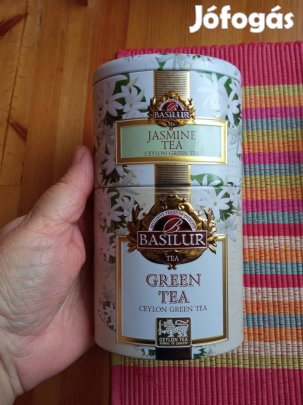 Jófogás
BASILUR
JASMINE
TEA
CEYLON GREEN TEA
BASILUR
TEA
GREEN
TEA
CEYLON GREEN TEA
CEYLON TEA